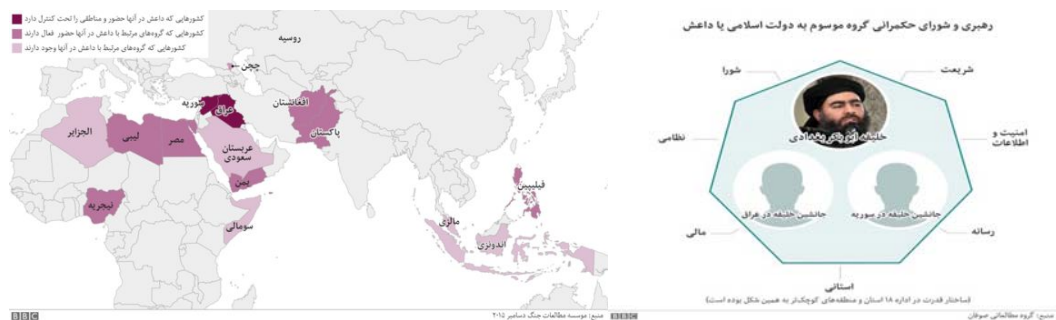 کشورهایی که داعش در آنها حضور و مناطقی را تحت کنترل دارد
کشورهایی که گروه‌های مرتبط با داعش در آنها حضور فعال دارند
کشورهایی که گروه‌های مرتبط با داعش در آنها وجود دارند
روسیه
چچن
سوریه
عراق
افغانستان
پاکستان
الجزایر
لیبی
مصر
عربستان
سعودی
یمن
نیجریه
سومالی
فیلیپین
مالزی
اندونزی
BBC
منبع: موسسه مطالعات جنگ دسامبر ۲۰۱۵
رهبری و شورای حکمرانی گروه موسوم به دولت اسلامی یا داعش
شریعت
شورا
خلیفه ابوبکر بغدادی
امنیت و
اطلاعات
نظامی
جانشین خلیفه در سوریه
جانشین خلیفه در عراق
رسانه
مالی
استانی
(ساختار قدرت در اداره ۱۸ استان و منطقه‌های کوچک‌تر به همین شکل بوده است)
منبع: گروه مطالعاتی صوفان
BBC